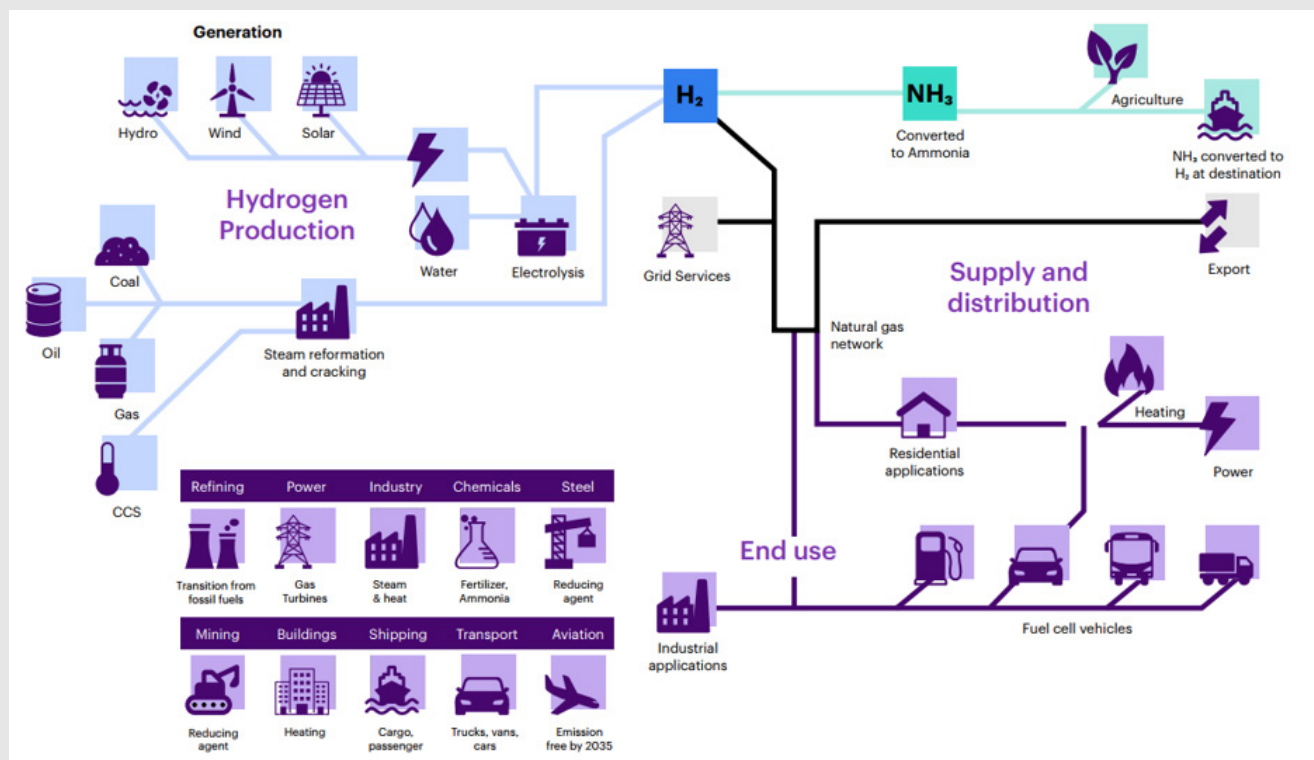 Generation
Hydro
Wind
Solar
Hydrogen
Production
Water
Electrolysis
Coal
Oil
Gas
CCS
Steam reformation
and cracking
H₂
NH₃
Converted
to Ammonia
Agriculture
NH₃ converted to
H₂ at destination
Grid Services
Export
Supply and
distribution
Natural gas
network
Heating
Residential
applications
Power
End use
Industrial
applications
Fuel cell vehicles
Refining
Power
Industry
Chemicals
Steel
Transition from
fossil fuels
Gas
Turbines
Steam
& heat
Fertilizer,
Ammonia
Reducing
agent
Mining
Buildings
Shipping
Transport
Aviation
Reducing
agent
Heating
Cargo,
passenger
Trucks, vans,
cars
Emission
free by 2035